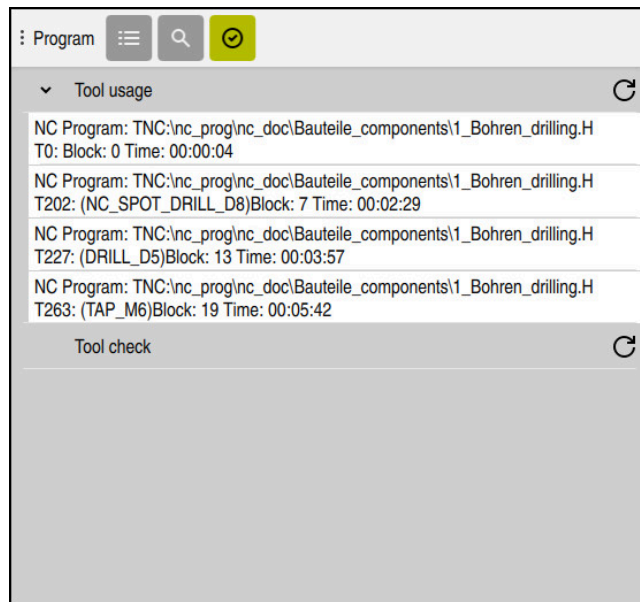 Program
Tool usage
NC Program: TNC:\nc_prog\nc_doc\Bauteile_components\1_Bohren_drilling.H
T0: Block: 0 Time: 00:00:04
NC Program: TNC:\nc_prog\nc_doc\Bauteile_components\1_Bohren_drilling.H
T202: (NC_SPOT_DRILL_D8)Block: 7 Time: 00:02:29
NC Program: TNC:\nc_prog\nc_doc\Bauteile_components\1_Bohren_drilling.H
T227: (DRILL_D5)Block: 13 Time: 00:03:57
NC Program: TNC:\nc_prog\nc_doc\Bauteile_components\1_Bohren_drilling.H
T263: (TAP_M6)Block: 19 Time: 00:05:42
Tool check